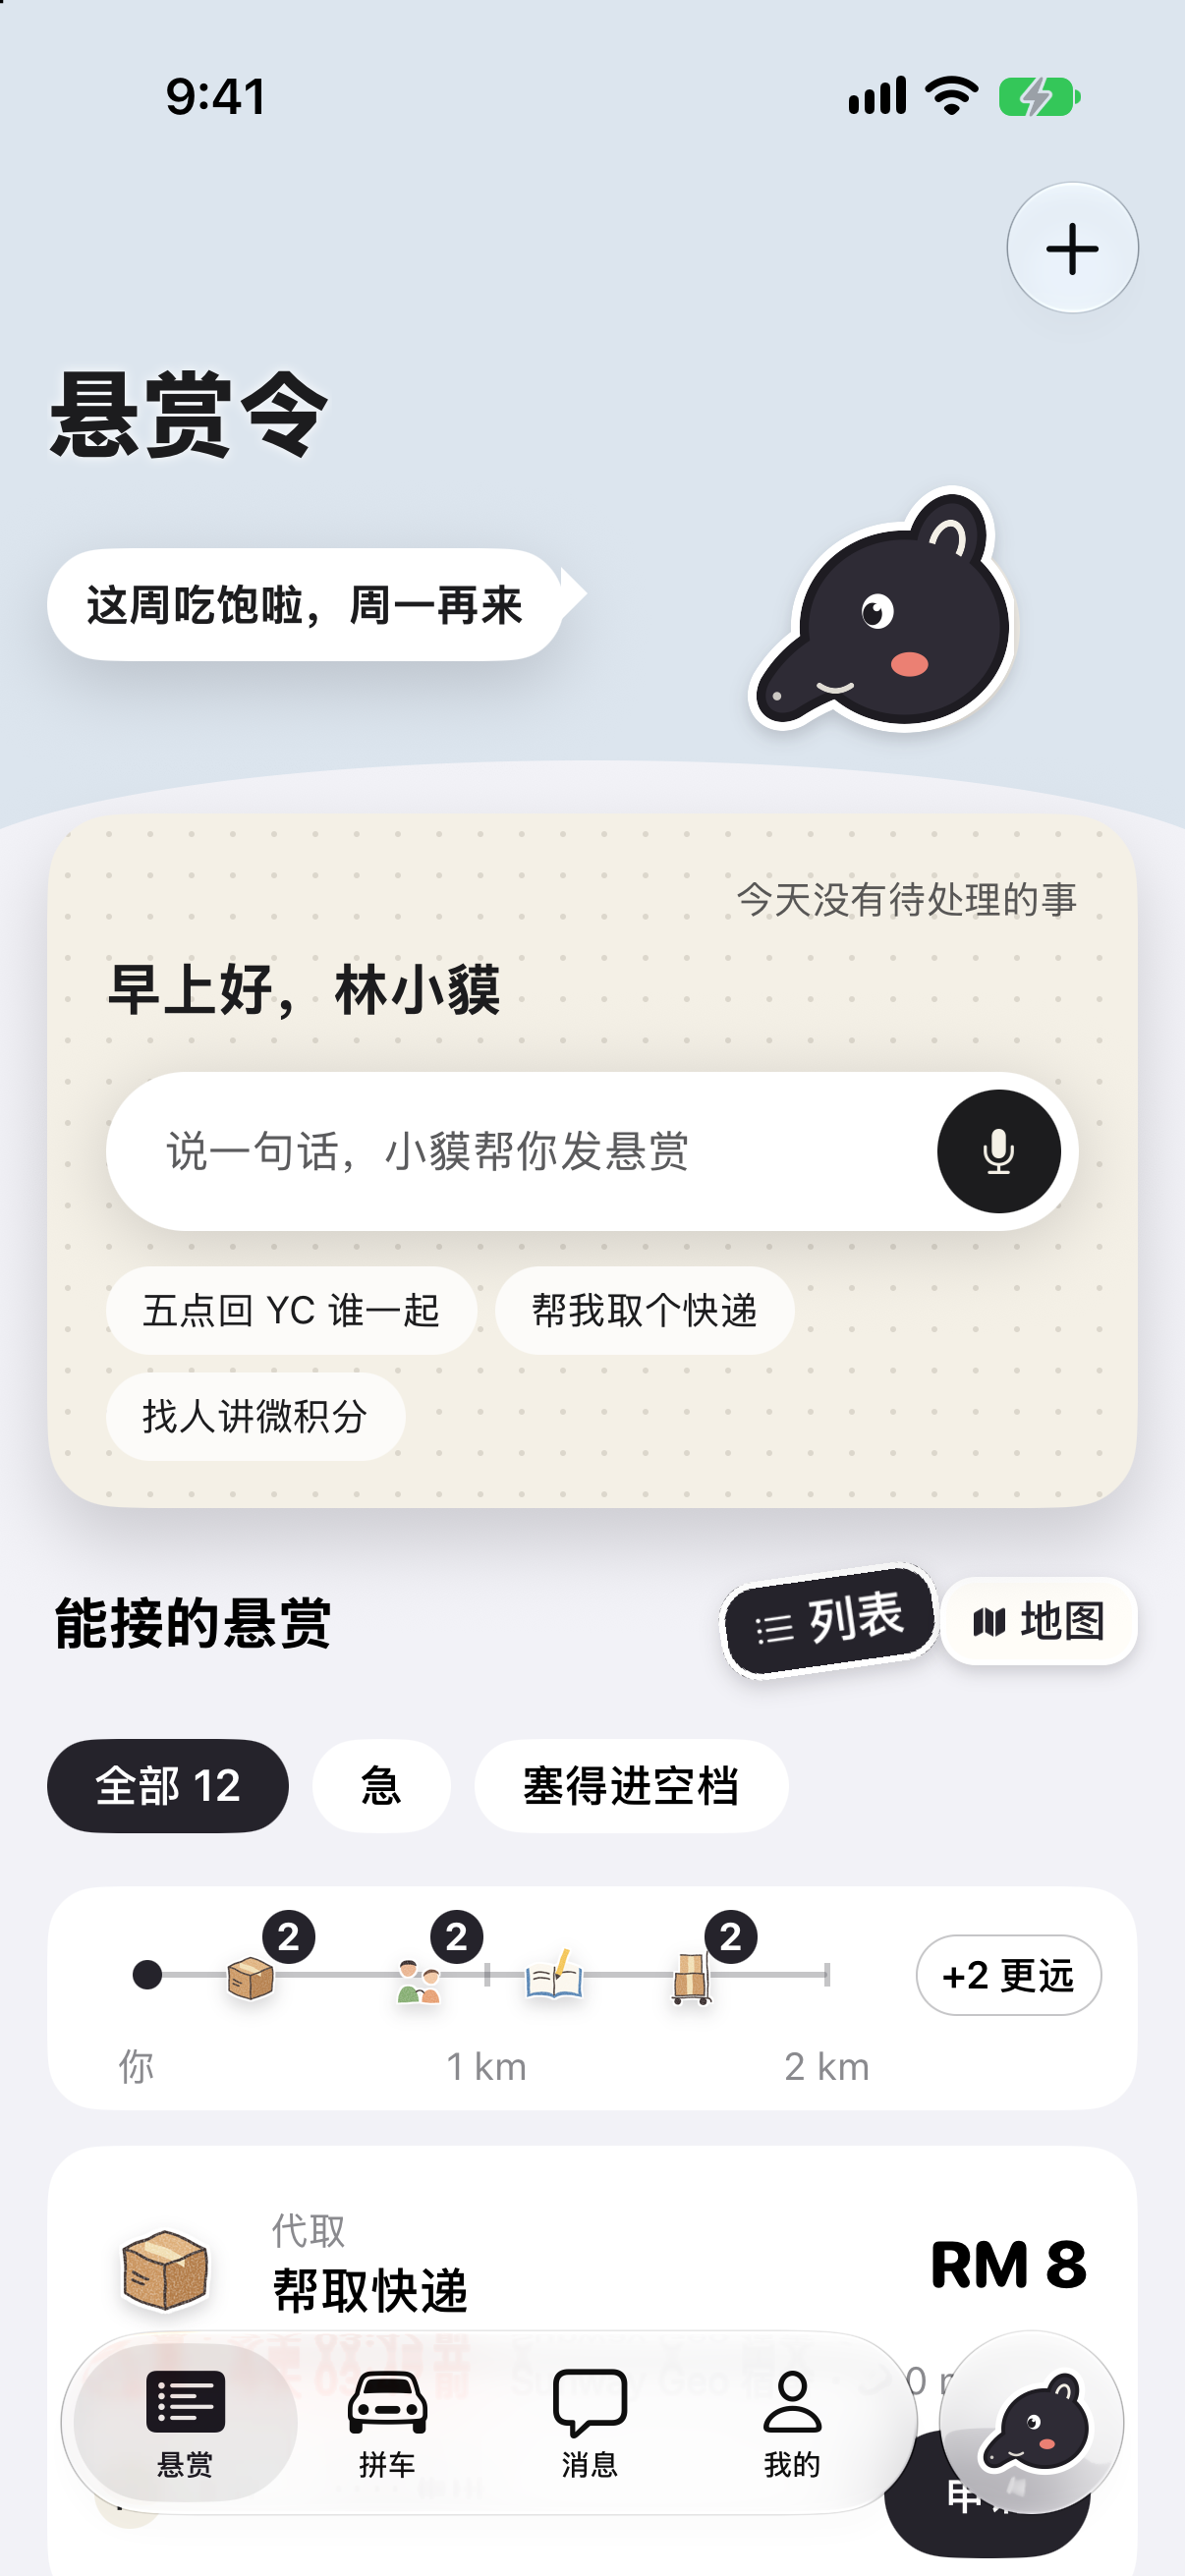 9:41
悬赏令
这周吃饱啦，周一再来
今天没有待处理的事
早上好，林小貘
说一句话，小貘帮你发悬赏
五点回 YC 谁一起
帮我取个快递
找人讲微积分
能接的悬赏
列表
地图
全部 12
急
塞得进空档
2
2
2
+2 更远
你
1 km
2 km
代取
帮取快递
RM 8
悬赏
拼车
消息
我的